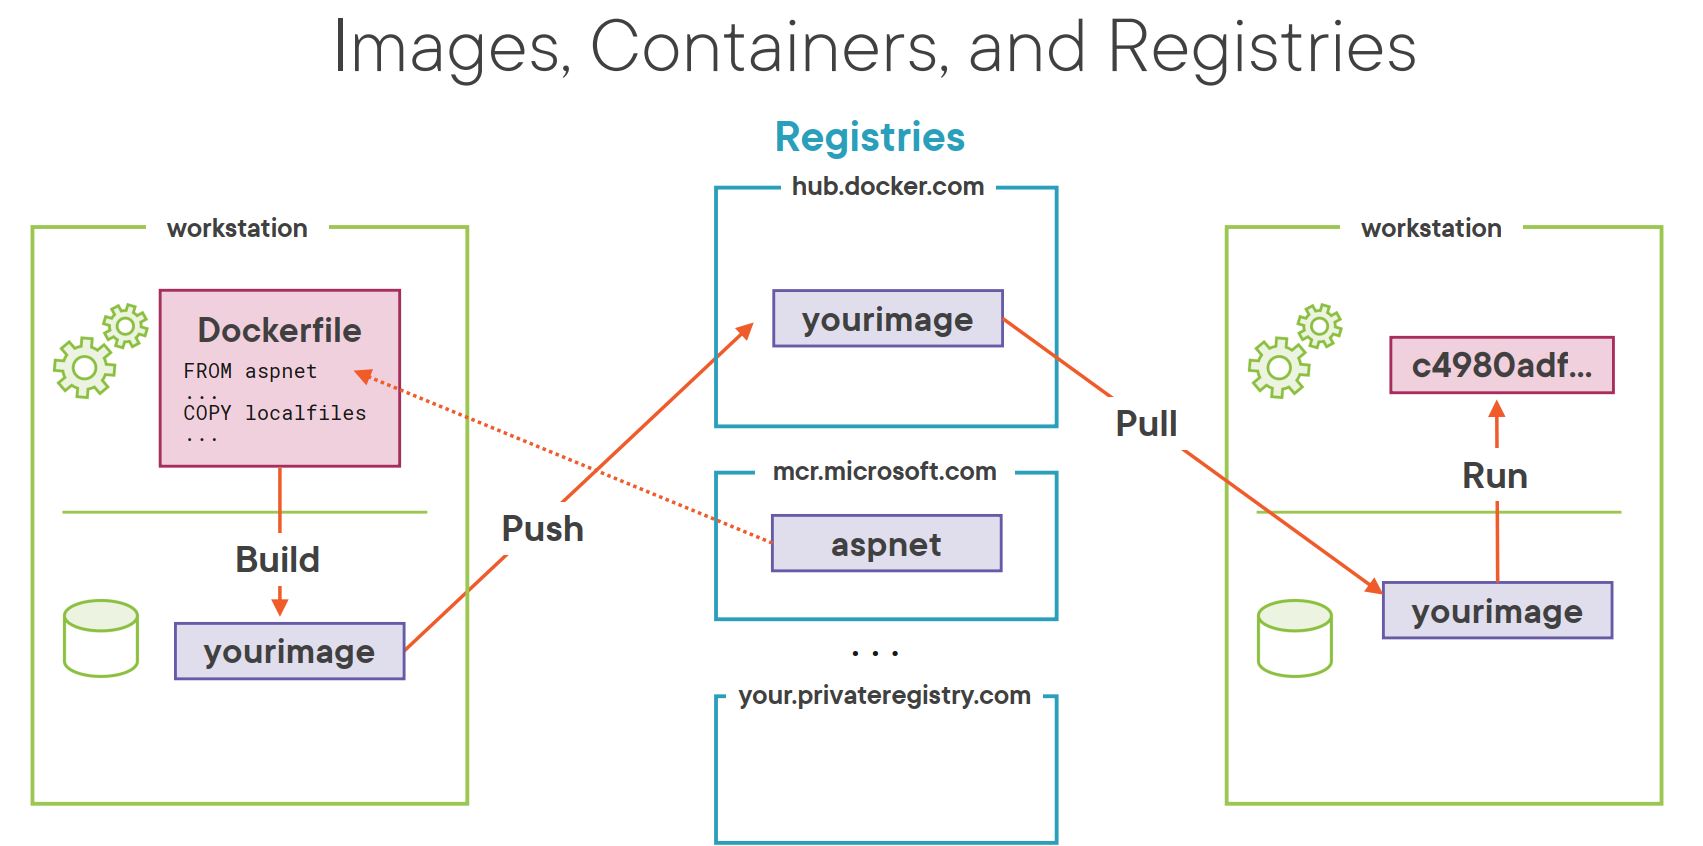 Images, Containers, and Registries
Registries
hub.docker.com
workstation
workstation
Dockerfile
FROM aspnet
...
COPY localfiles
...
yourimage
c4980adf...
Pull
mcr.microsoft.com
Run
Push
aspnet
Build
yourimage
yourimage
...
your.privateregistry.com